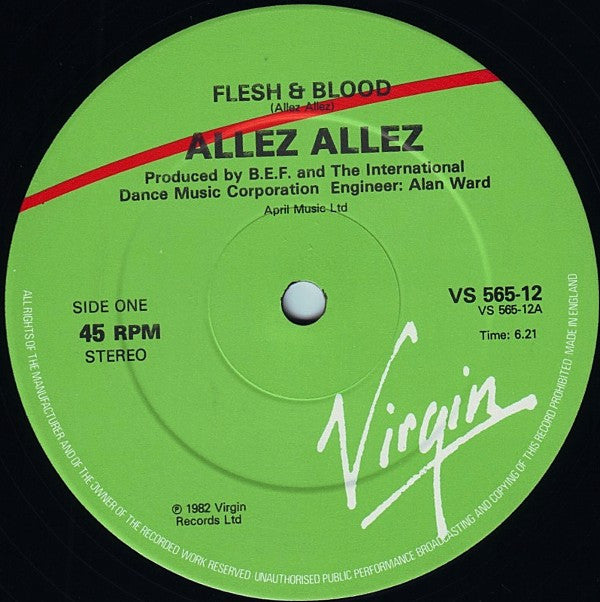 FLESH & BLOOD
(Allez Allez)
ALLEZ ALLEZ
Produced by B.E.F. and The International
Dance Music Corporation Engineer: Alan Ward
April Music Ltd
SIDE ONE
45 RPM
STEREO
VS 565-12
VS 565-12A
Time: 6.21
Virgin
℗ 1982 Virgin
Records Ltd
ALL RIGHTS OF THE MANUFACTURER AND OF THE OWNER OF THE RECORDED WORK RESERVED UNAUTHORISED PUBLIC PERFORMANCE BROADCASTING AND COPYING OF THIS RECORD PROHIBITED MADE IN ENGLAND